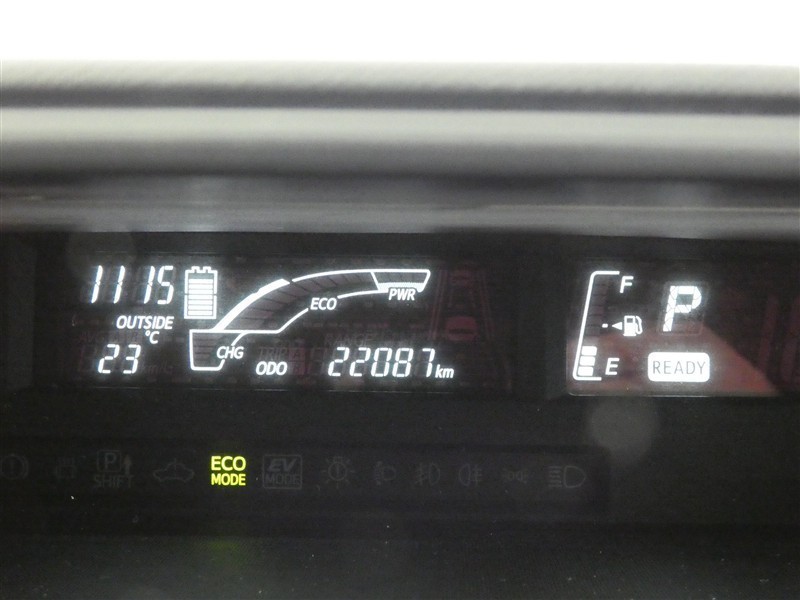 11 15
F
P
OUTSIDE
°C
ECO
PWR
23
CHG
ODO
22087 km
E
READY
P
SHIFT
ECO
MODE
EV
MODE